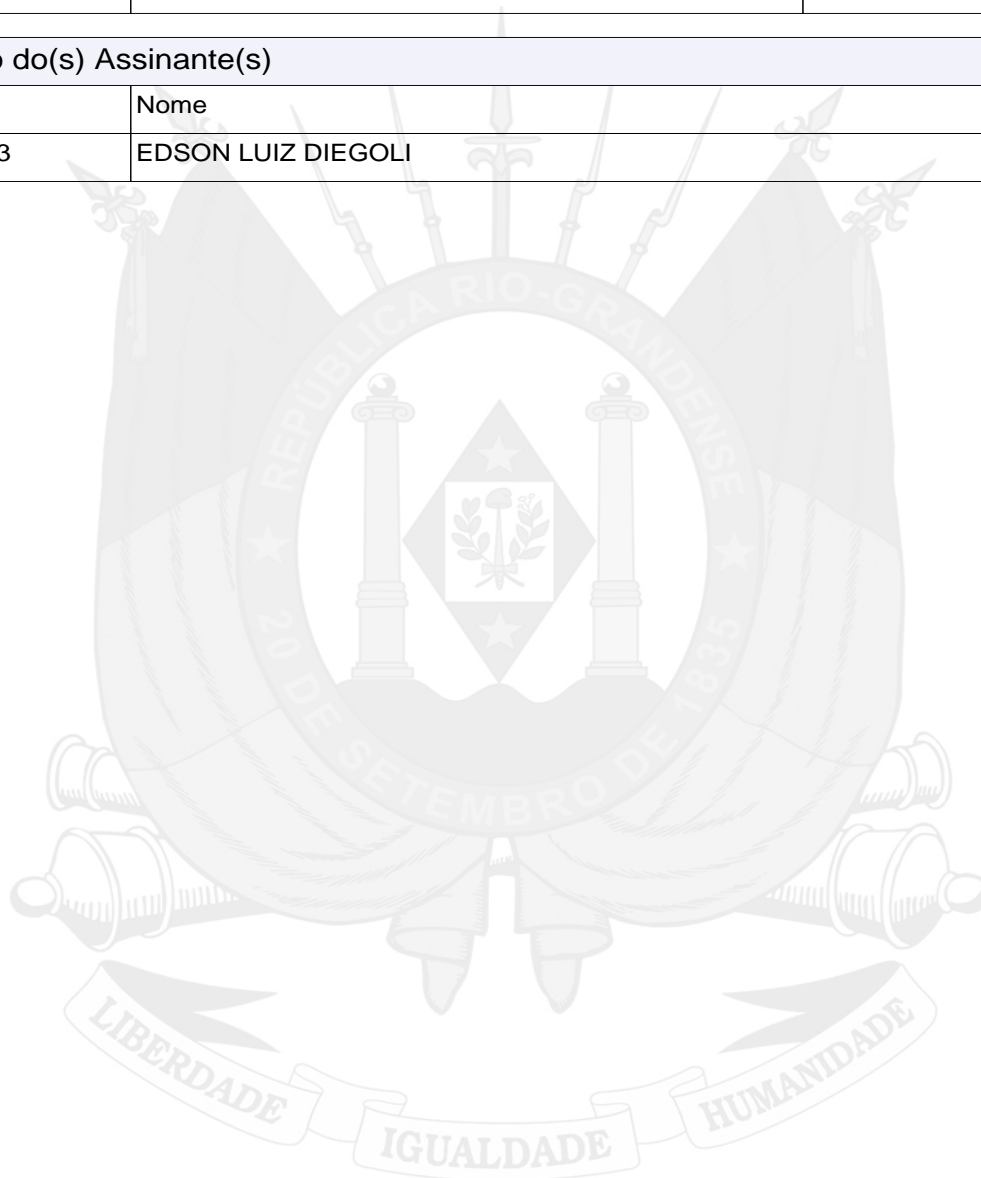 o do(s) Assinante(s)
Nome
3 EDSON LUIZ DIEGOLI
REPÚBLICA RIO-GRANDENSE
20 DE SETEMBRO DE 1835
LIBERDADE IGUALDADE HUMANIDADE